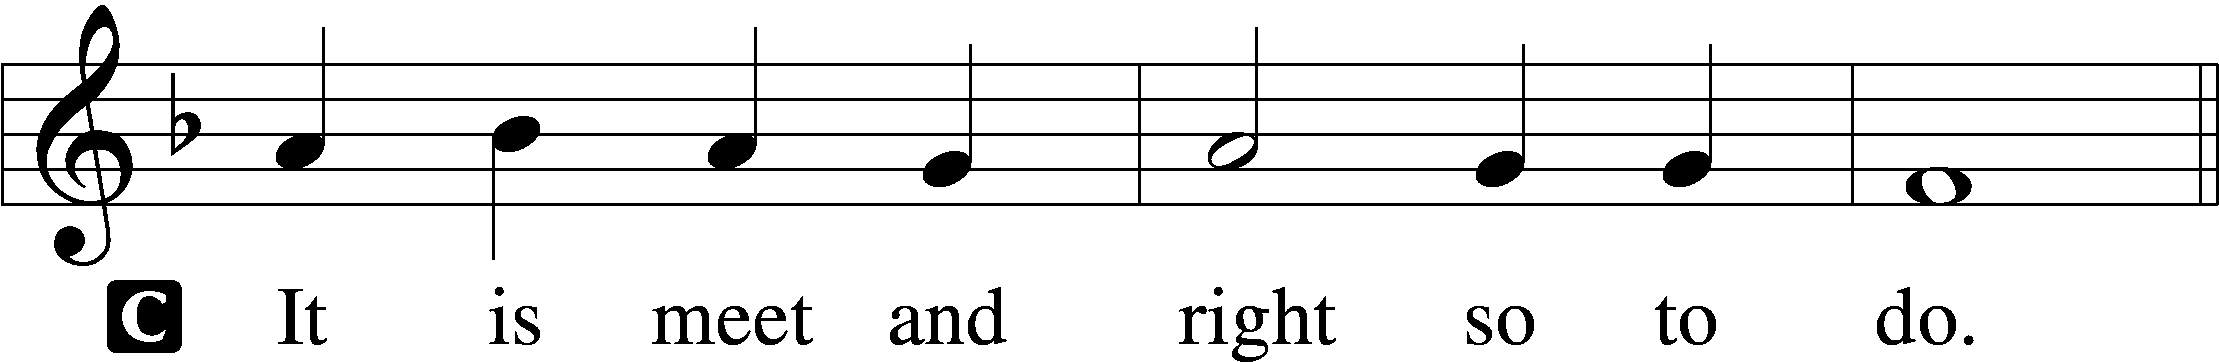 C It is meet and right so to do.